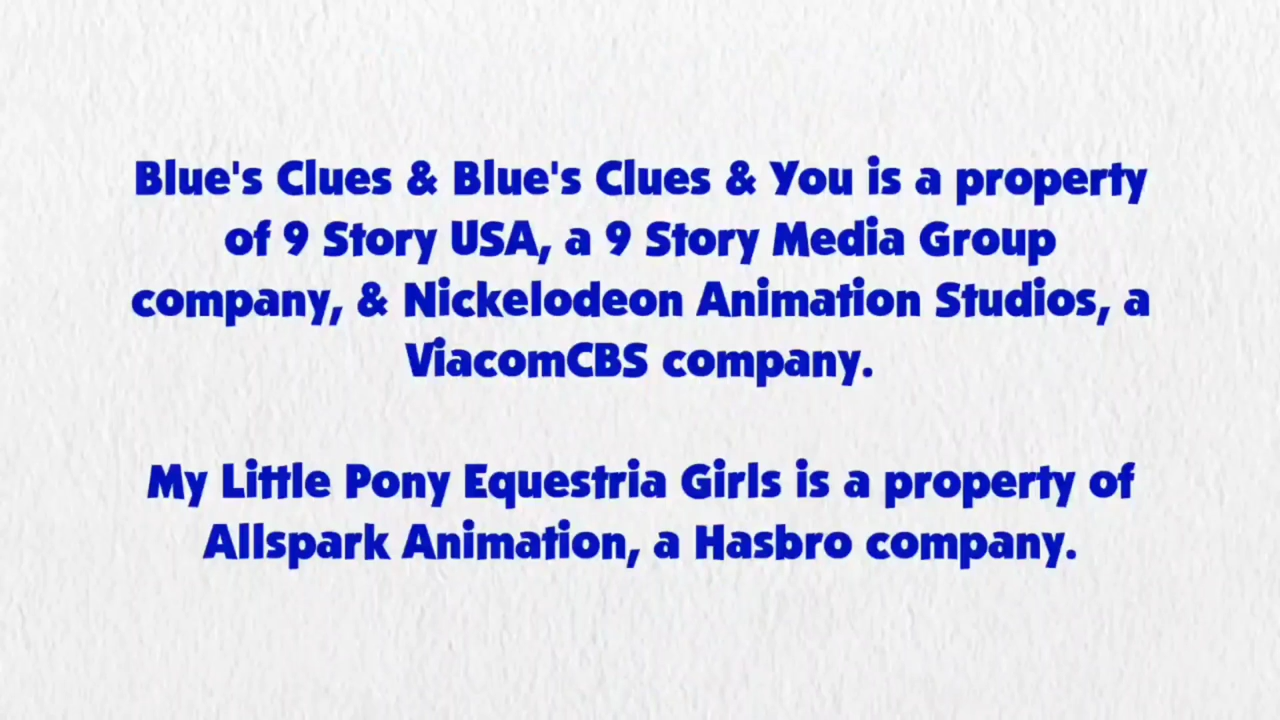 Blue's Clues & Blue's Clues & You is a property
of 9 Story USA, a 9 Story Media Group
company, & Nickelodeon Animation Studios, a
ViacomCBS company.
My Little Pony Equestria Girls is a property of
Allspark Animation, a Hasbro company.